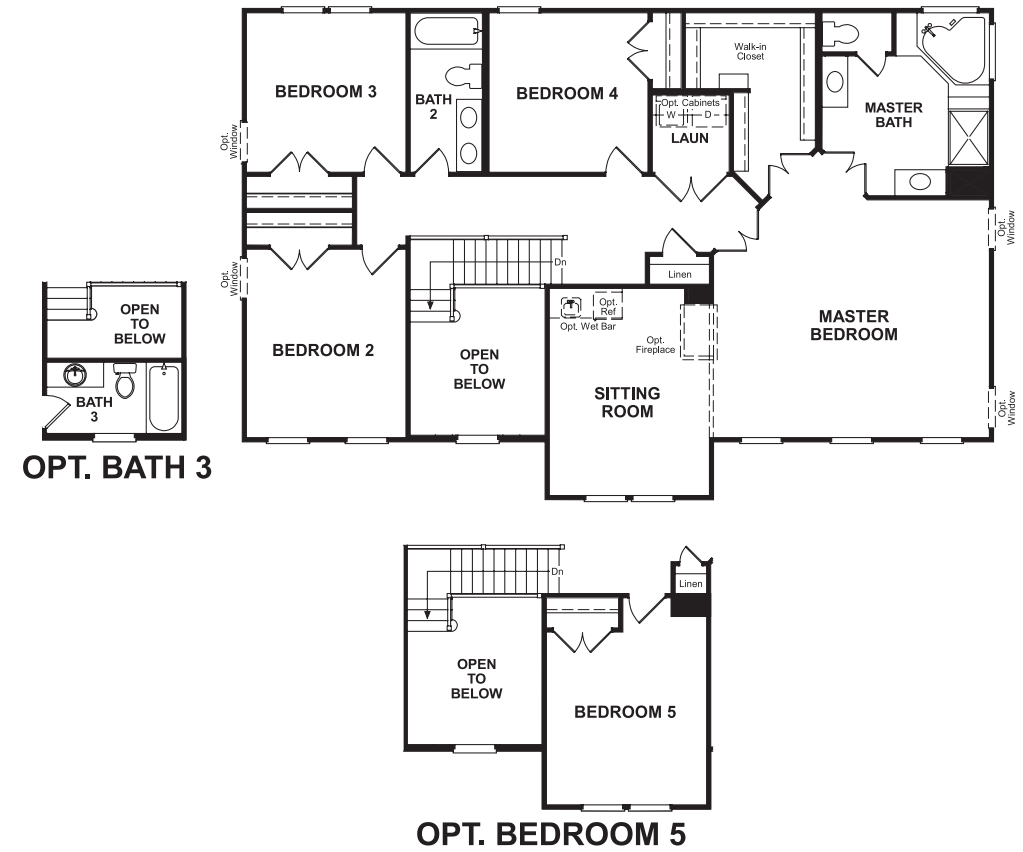 BEDROOM 3
BATH
2
BEDROOM 4
Walk-in
Closet
Opt. Cabinets
W D
LAUN
MASTER
BATH
Opt.
Window
Opt.
Window
Opt.
Window
Dn
Linen
OPEN
TO
BELOW
BATH
3
OPT. BATH 3
BEDROOM 2
OPEN
TO
BELOW
Opt.
Ref
Opt. Wet Bar
Opt.
Fireplace
SITTING
ROOM
MASTER
BEDROOM
Opt.
Window
Dn
Linen
OPEN
TO
BELOW
BEDROOM 5
OPT. BEDROOM 5